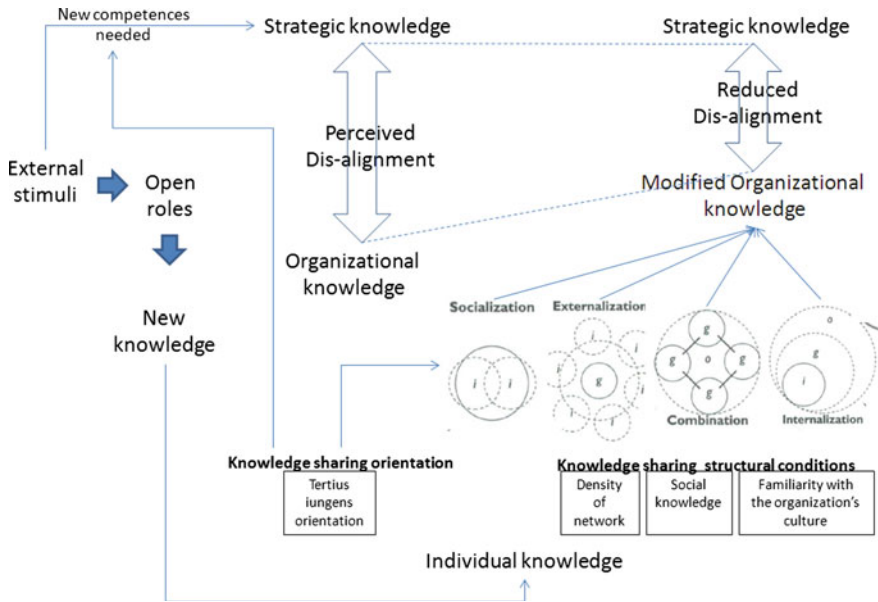 New competences
needed
Strategic knowledge
Strategic knowledge
Perceived
Dis-alignment
Reduced
Dis-alignment
External
stimuli
Open
roles
Modified Organizational
knowledge
Organizational
knowledge
New
knowledge
Socialization
Externalization
i
i
i
i
i
i
i
i
g
g
g
g
g
o
o
g
i
Combination
Internalization
Knowledge sharing orientation
Tertius
iungens
orientation
Knowledge sharing structural conditions
Density
of
network
Social
knowledge
Familiarity with
the organization's
culture
Individual knowledge